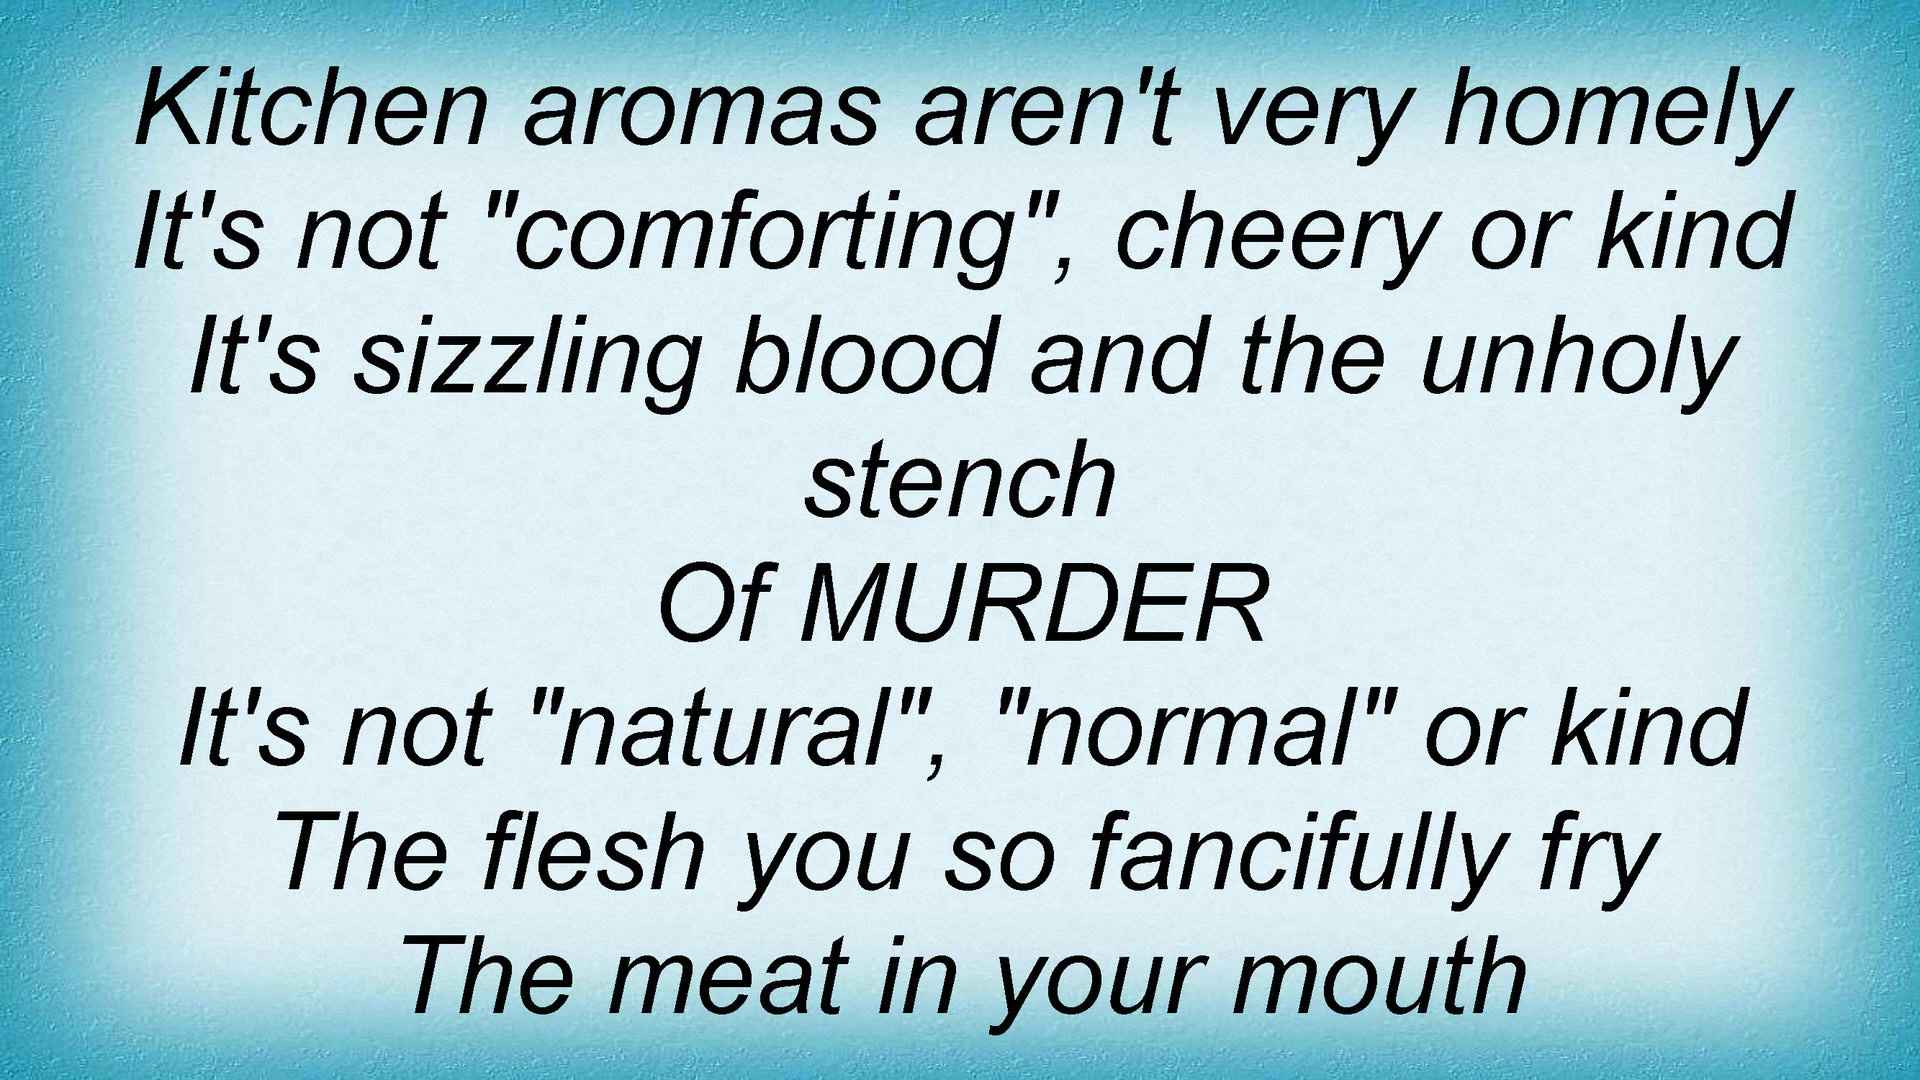 Kitchen aromas aren't very homely
It's not "comforting", cheery or kind
It's sizzling blood and the unholy
stench
Of MURDER
It's not "natural", "normal" or kind
The flesh you so fancifully fry
The meat in your mouth